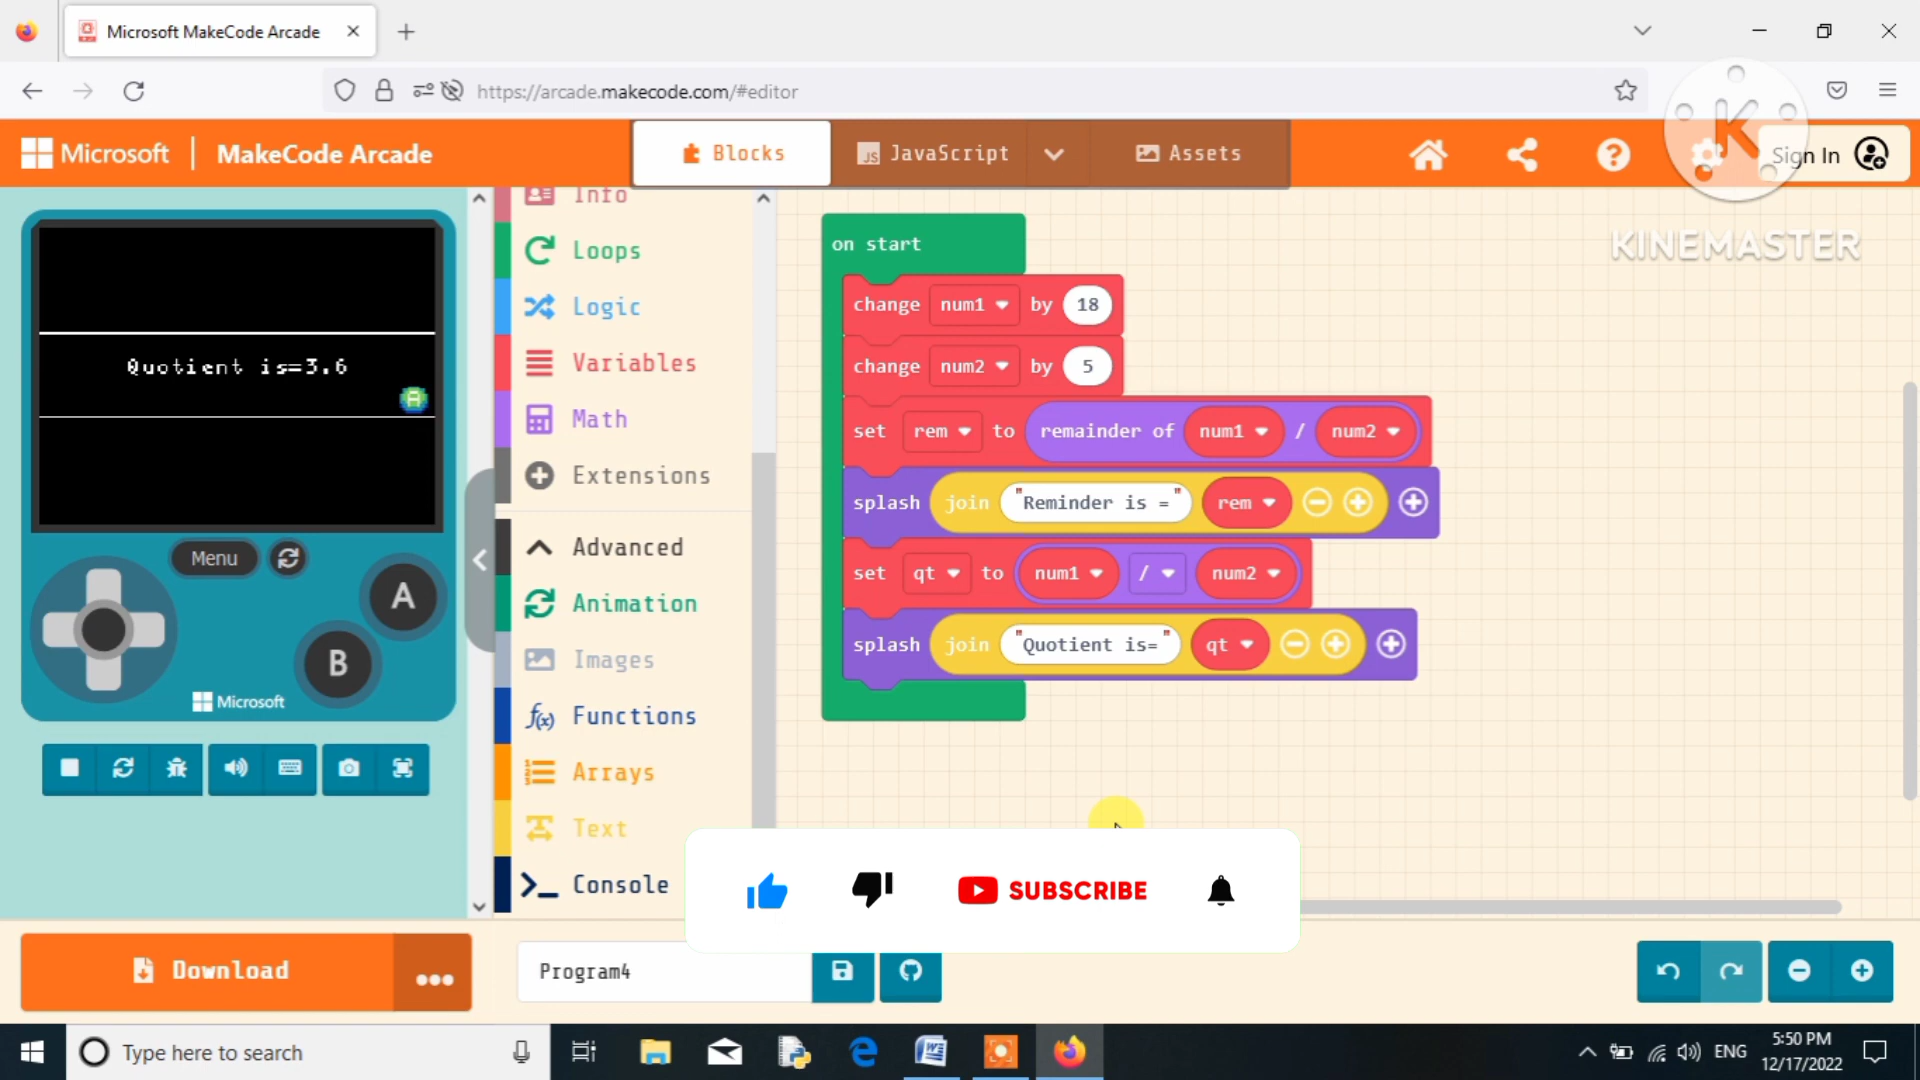 Microsoft MakeCode Arcade
https://arcade.makecode.com/#editor
Microsoft
MakeCode Arcade
Blocks
JavaScript
Assets
Sign In
KINEMASTER
Quotient is=3.6
A
Menu
A
B
Microsoft
Info
Loops
Logic
Variables
Math
Extensions
Advanced
Animation
Images
Functions
Arrays
Text
Console
on start
change num1 by 18
change num2 by 5
set rem to remainder of num1 / num2
splash join "Reminder is =" rem
set qt to num1 / num2
splash join "Quotient is=" qt
SUBSCRIBE
Download
Program4
Type here to search
ENG
5:50 PM
12/17/2022